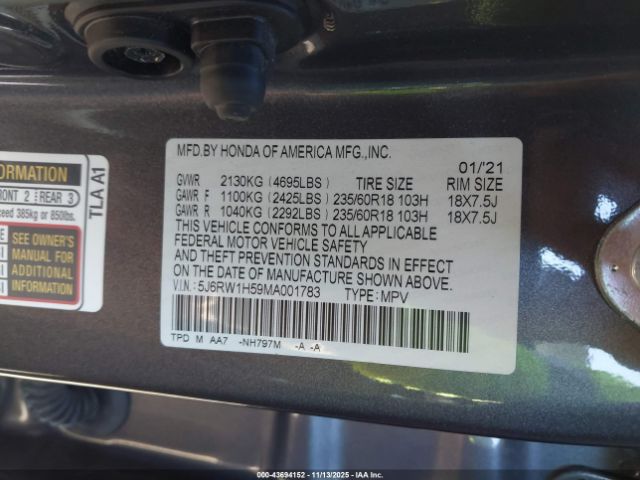 ORMATION
RONT 2 REAR 3
ceed 385kg or 850lbs.
SEE OWNER'S
MANUAL FOR
ADDITIONAL
INFORMATION
TLA A1
MFD.BY HONDA OF AMERICA MFG.,INC.
01/'21
GVWR 2130KG (4695LBS) TIRE SIZE RIM SIZE
GAWR F 1100KG (2425LBS) 235/60R18 103H 18X7.5J
GAWR R 1040KG (2292LBS) 235/60R18 103H 18X7.5J
THIS VEHICLE CONFORMS TO ALL APPLICABLE
FEDERAL MOTOR VEHICLE SAFETY
AND THEFT PREVENTION STANDARDS IN EFFECT
ON THE DATE OF MANUFACTURE SHOWN ABOVE.
V.I.N.: 5J6RW1H59MA001783 TYPE: MPV
TPD M AA7 -NH797M -A -A
000-43694152 - 11/13/2025 - IAA Inc.